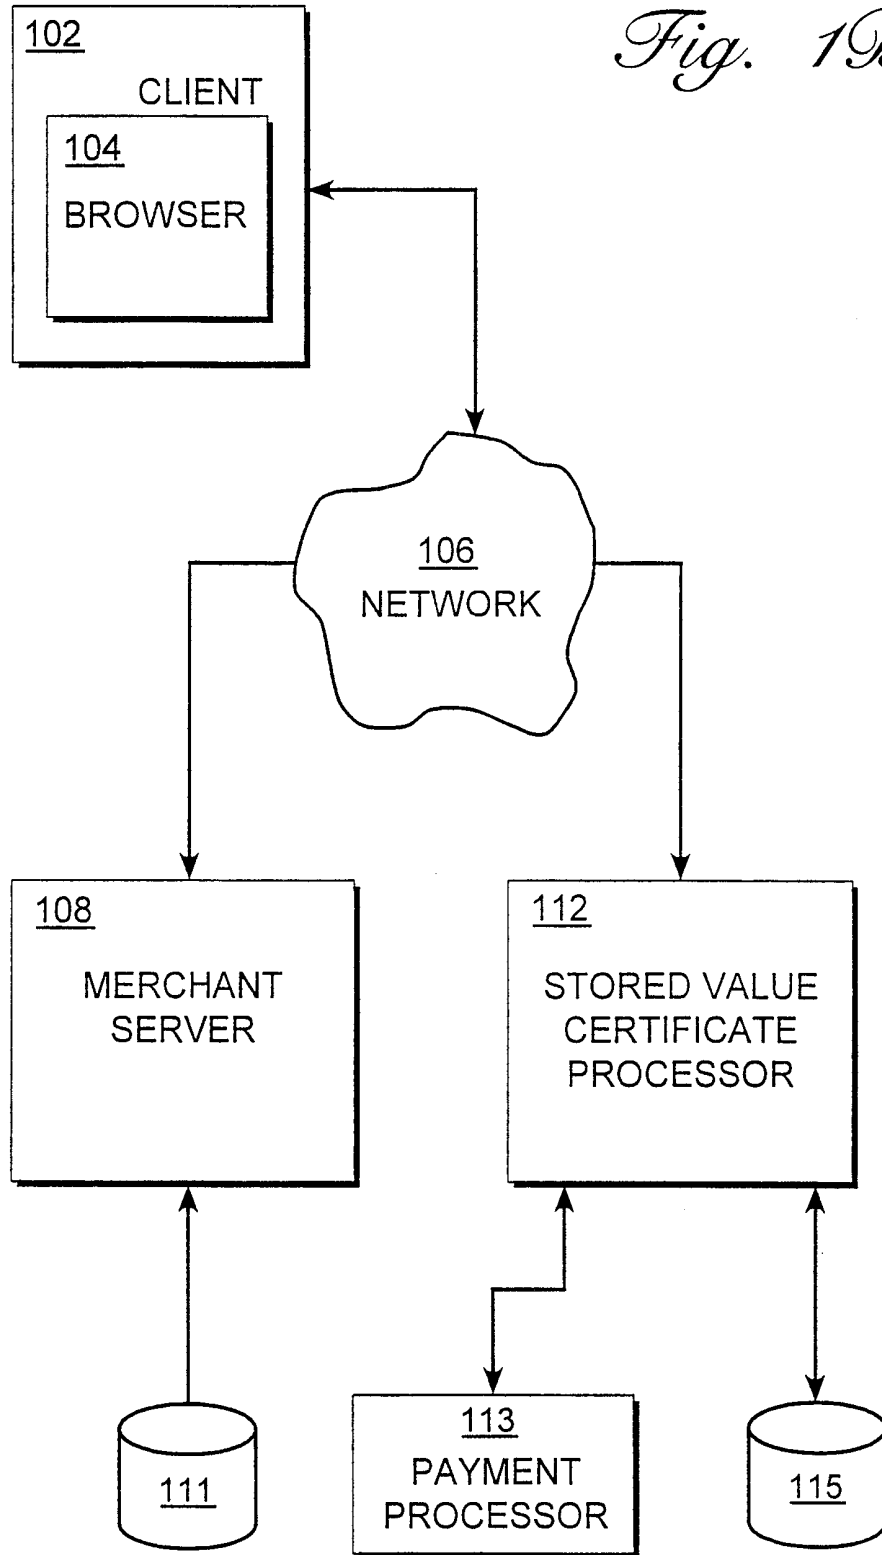 Fig. 1B
102
CLIENT
104
BROWSER
106
NETWORK
108
MERCHANT
SERVER
112
STORED VALUE
CERTIFICATE
PROCESSOR
111
113
PAYMENT
PROCESSOR
115